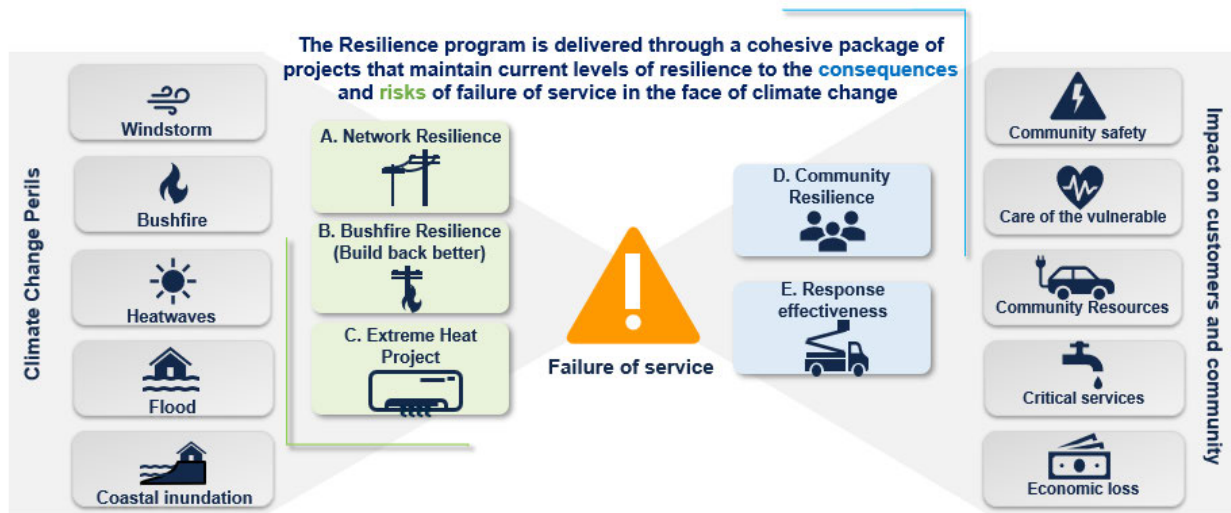 The Resilience program is delivered through a cohesive package of
projects that maintain current levels of resilience to the consequences
and risks of failure of service in the face of climate change
Climate Change Perils
Windstorm
Bushfire
Heatwaves
Flood
Coastal inundation
A. Network Resilience
B. Bushfire Resilience
(Build back better)
C. Extreme Heat
Project
Failure of service
D. Community
Resilience
E. Response
effectiveness
Community safety
Care of the vulnerable
Community Resources
Critical services
Economic loss
Impact on customers and community